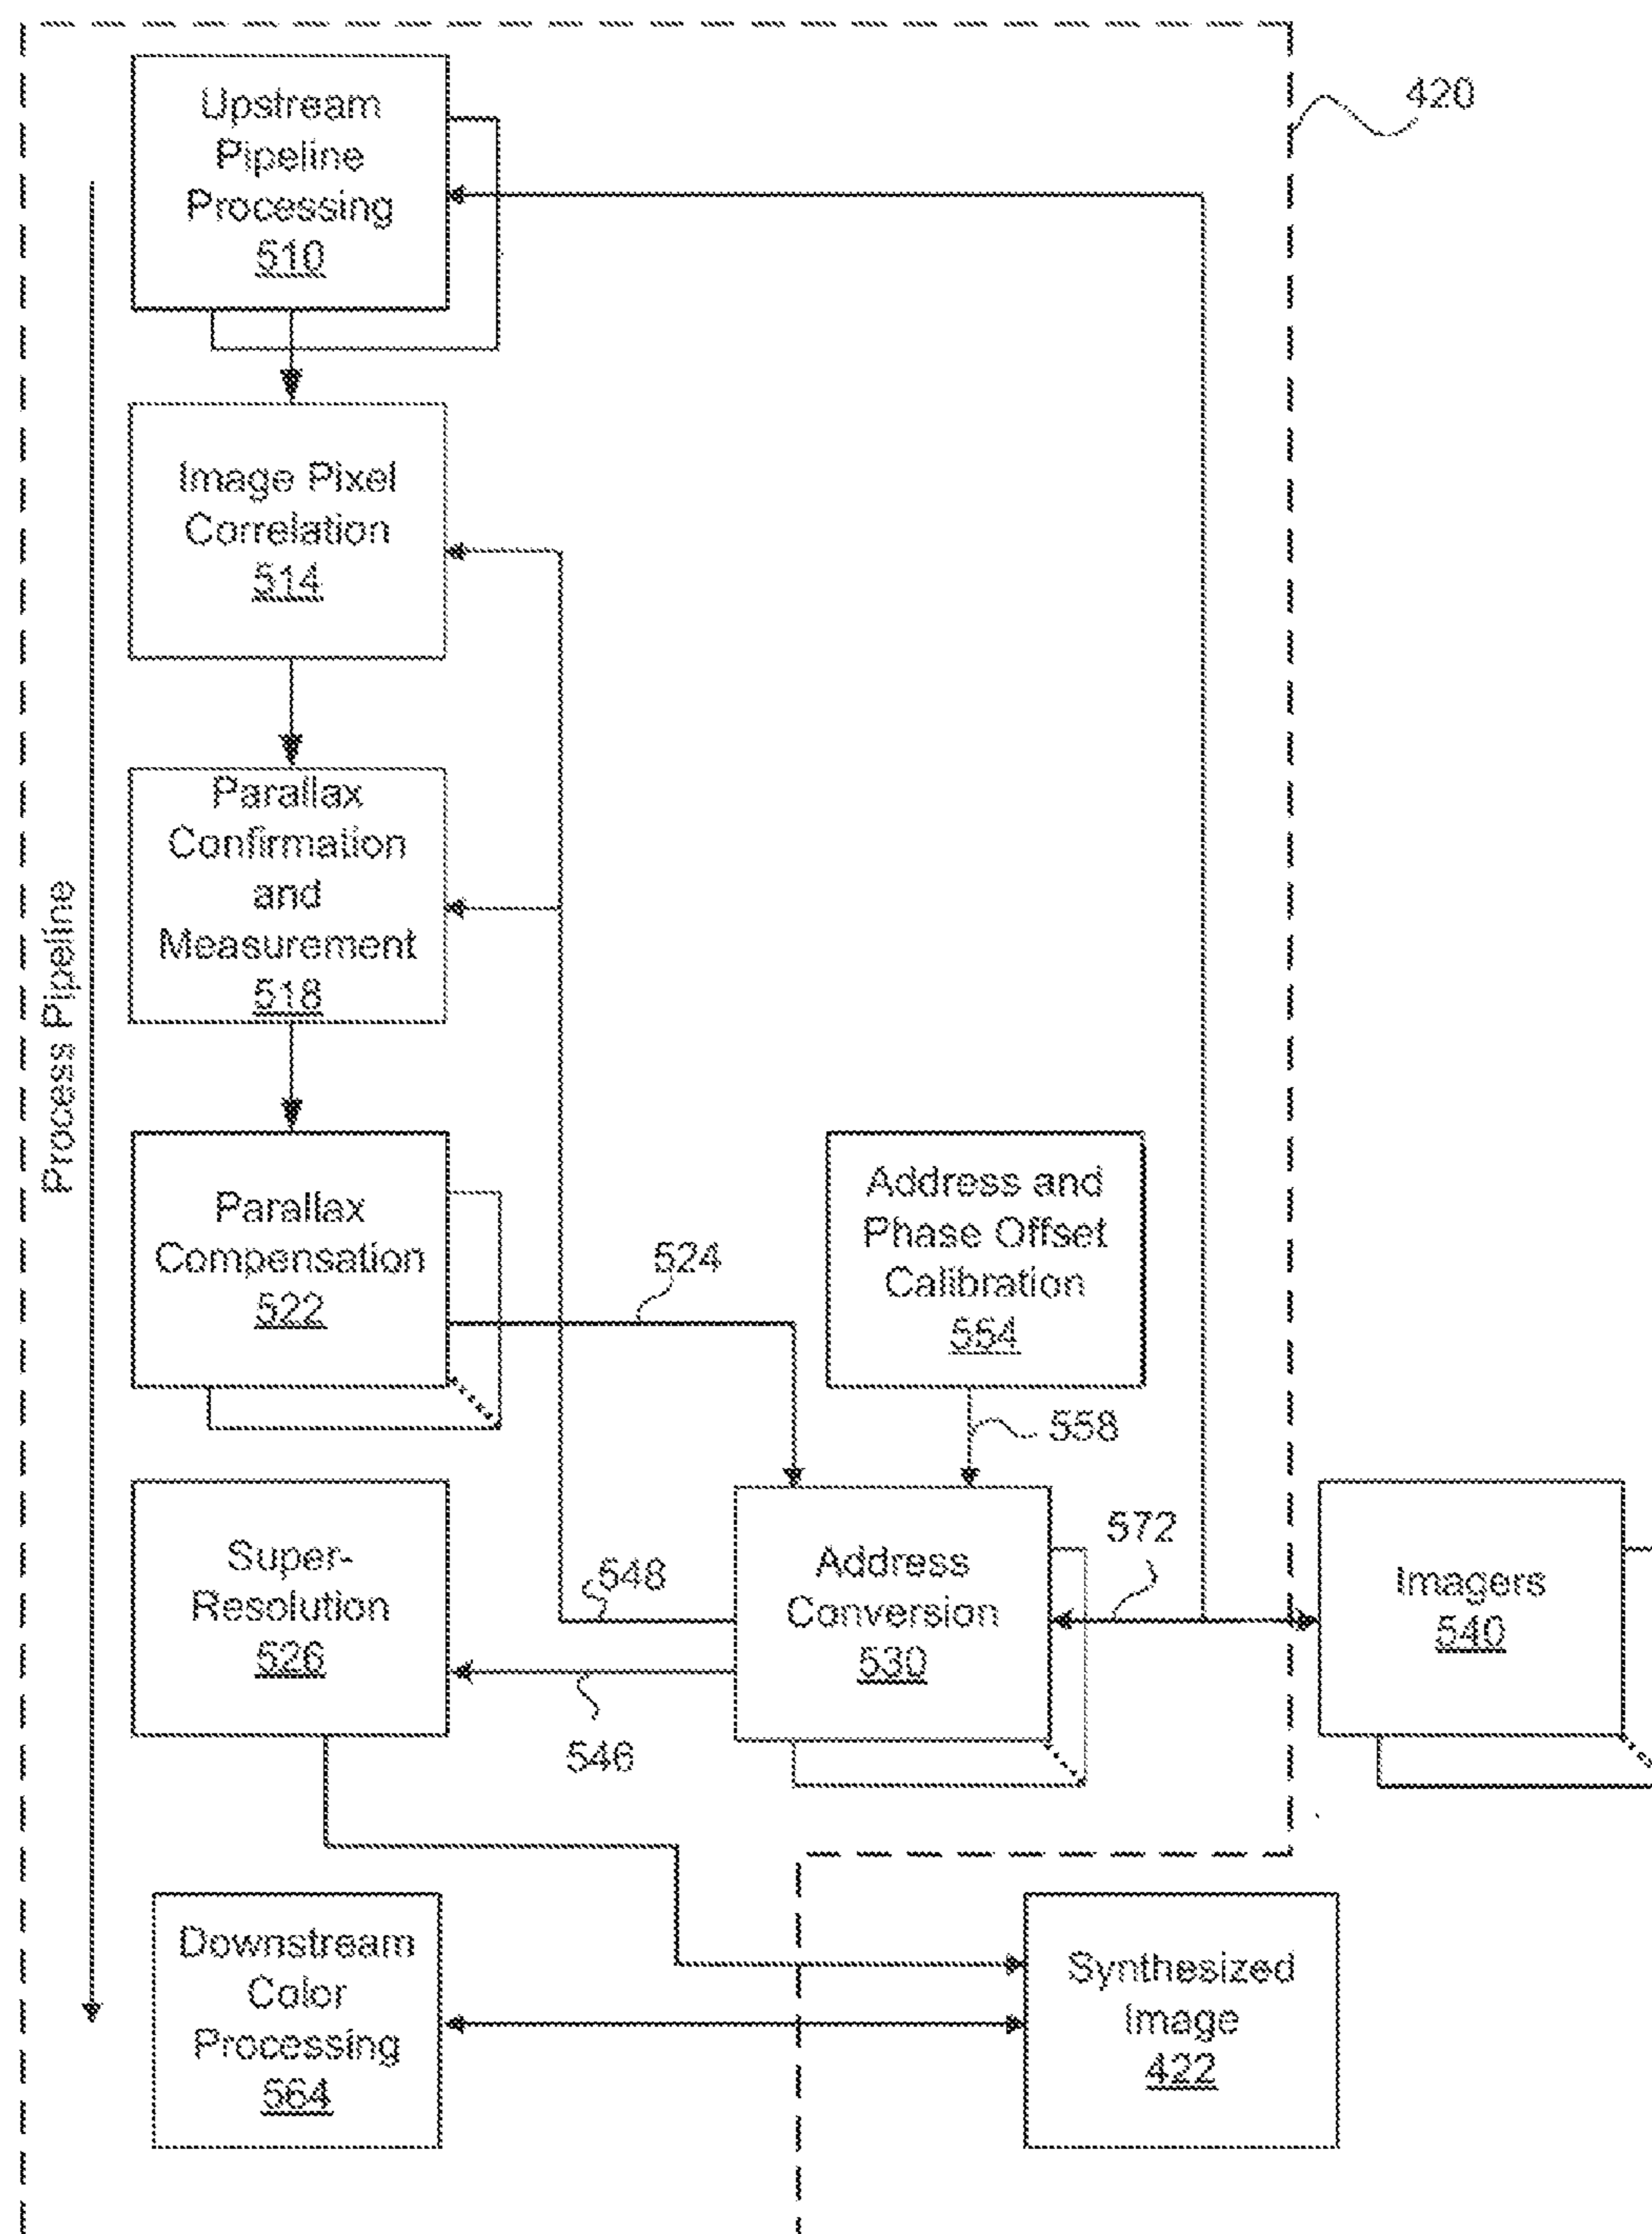 420
Upstream
Pipeline
Processing
510
Image Pixel
Correlation
514
Parallax
Confirmation
and
Measurement
518
Process Pipeline
Parallax
Compensation
522
524
Address and
Phase Offset
Calibration
554
558
Super-
Resolution
526
548
546
Address
Conversion
530
572
Imagers
540
Downstream
Color
Processing
564
Synthesized
Image
422